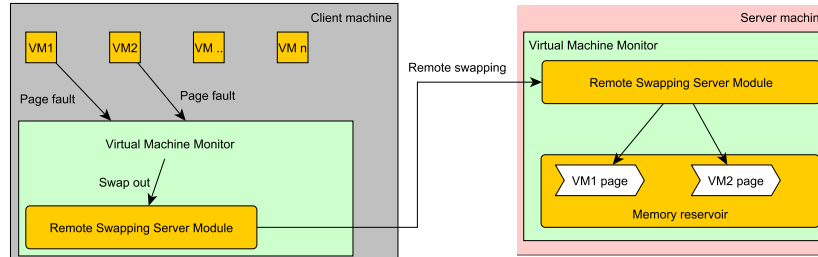 Client machine
VM1
VM2
VM ..
VM n
Page fault
Page fault
Virtual Machine Monitor
Swap out
Remote Swapping Server Module
Remote swapping
Server machin
Virtual Machine Monitor
Remote Swapping Server Module
VM1 page
VM2 page
Memory reservoir